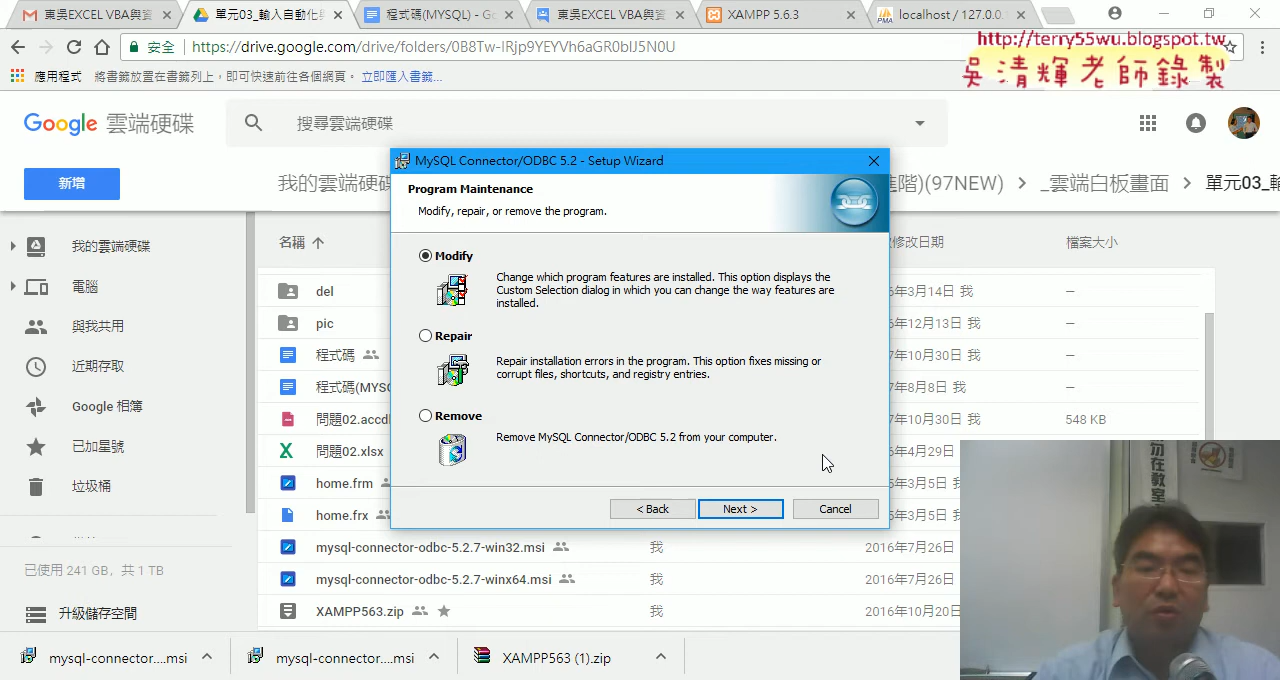 東吳EXCEL VBA與資
單元03_輸入自動化與
程式碼(MYSQL) - Go
東吳EXCEL VBA與資
XAMPP 5.6.3
localhost / 127.0.0.1
安全
https://drive.google.com/drive/folders/0B8Tw-IRjp9YEYVh6aGR0blJ5N0U
http://terry55wu.blogspot.tw
吳清輝老師錄製
應用程式
將書籤放置在書籤列上，即可快速前往各個網頁。
立即匯入書籤...
Google 雲端硬碟
搜尋雲端硬碟
新增
我的雲端硬碟
進階)(97NEW)
_雲端白板畫面
單元03_輸
MySQL Connector/ODBC 5.2 - Setup Wizard
Program Maintenance
Modify, repair, or remove the program.
Modify
Change which program features are installed. This option displays the
Custom Selection dialog in which you can change the way features are
installed.
Repair
Repair installation errors in the program. This option fixes missing or
corrupt files, shortcuts, and registry entries.
Remove
Remove MySQL Connector/ODBC 5.2 from your computer.
< Back
Next >
Cancel
我的雲端硬碟
電腦
與我共用
近期存取
Google 相簿
已加星號
垃圾桶
已使用 241 GB，共 1 TB
升級儲存空間
名稱
修改日期
檔案大小
del
年3月14日 我
–
pic
年12月13日 我
–
程式碼
年10月30日 我
–
程式碼(MYSQ
年8月8日 我
–
問題02.accdb
年10月30日 我
548 KB
問題02.xlsx
年4月29日
home.frm
年3月5日
home.frx
年3月5日
mysql-connector-odbc-5.2.7-win32.msi
我
2016年7月26日
mysql-connector-odbc-5.2.7-winx64.msi
我
2016年7月26日
XAMPP563.zip
我
2016年10月20日
勿在教室
mysql-connector....msi
mysql-connector....msi
XAMPP563 (1).zip